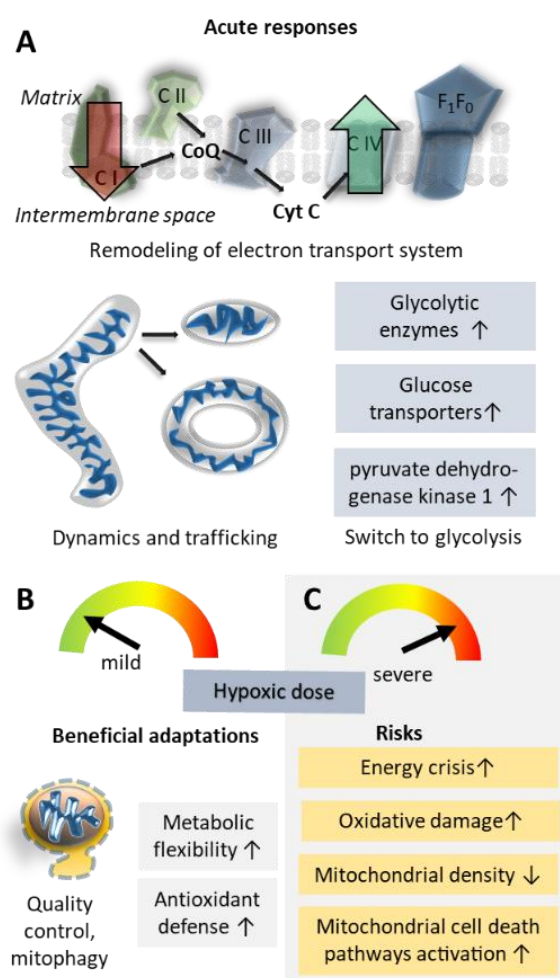 Acute responses
A
Matrix
C II
C III
C IV
F₁F₀
CoQ
C I
Cyt C
Intermembrane space
Remodeling of electron transport system
Glycolytic
enzymes ↑
Glucose
transporters↑
pyruvate dehydro-
genase kinase 1 ↑
Dynamics and trafficking
Switch to glycolysis
B
mild
C
severe
Hypoxic dose
Beneficial adaptations
Metabolic
flexibility ↑
Antioxidant
defense ↑
Quality
control,
mitophagy
Risks
Energy crisis↑
Oxidative damage↑
Mitochondrial density ↓
Mitochondrial cell death
pathways activation ↑